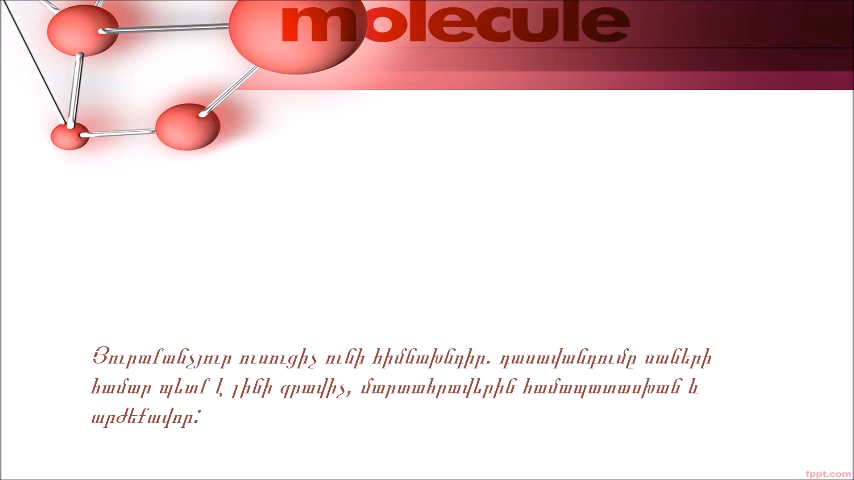 molecule
Յուրաքանչյուր ուսուցիչ ունի հիմնախնդիր. դասավանդումը սաների
համար պետք է լինի գրավիչ, մարտահրավերին համապատասխան և
արժեքավոր:
fppt.com